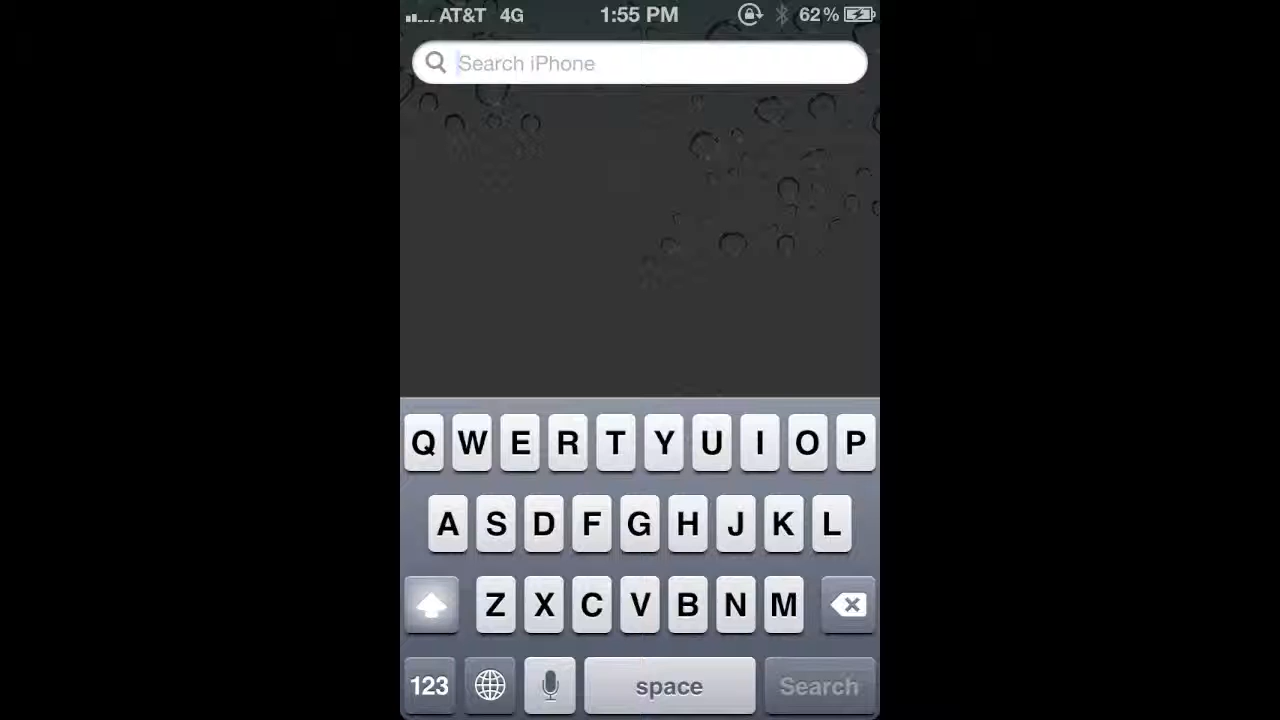 AT&T 4G 1:55 PM 62%
Search iPhone
Q W E R T Y U I O P
A S D F G H J K L
Z X C V B N M
123 space Search